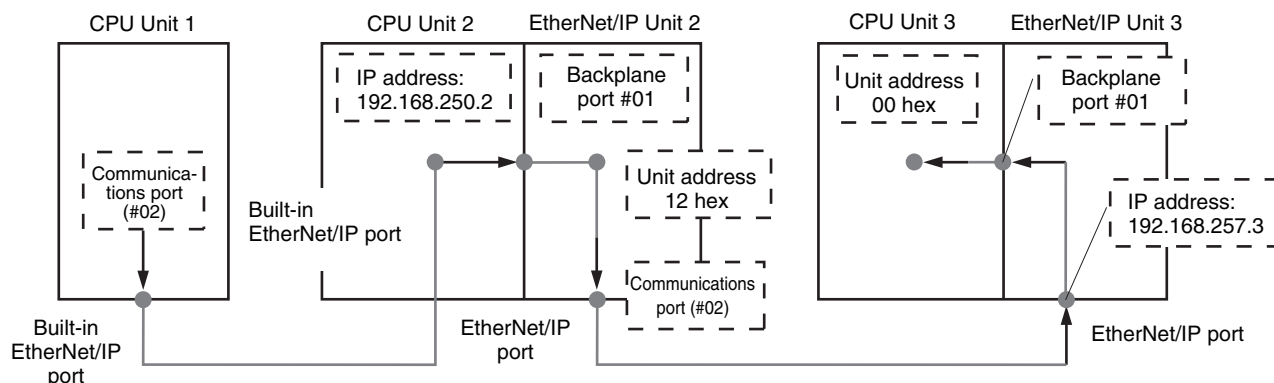 CPU Unit 1
CPU Unit 2
EtherNet/IP Unit 2
CPU Unit 3
EtherNet/IP Unit 3
IP address:
192.168.250.2
Backplane
port #01
Unit address
00 hex
Backplane
port #01
Communica-
tions port
(#02)
Built-in
EtherNet/IP port
Unit address
12 hex
IP address:
192.168.257.3
Communications
port (#02)
Built-in
EtherNet/IP
port
EtherNet/IP
port
EtherNet/IP port